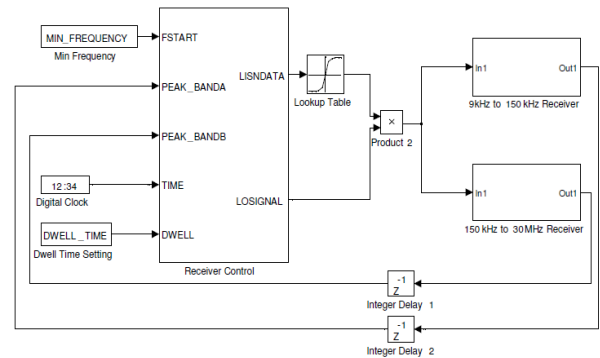 MIN_FREQUENCY
Min Frequency
12:34
Digital Clock
DWELL_TIME
Dwell Time Setting
FSTART
PEAK_BANDA
PEAK_BANDB
TIME
DWELL
LISNDATA
LOSIGNAL
Receiver Control
Lookup Table
×
Product 2
In1
Out1
9kHz to 150 kHz Receiver
In1
Out1
150 kHz to 30MHz Receiver
-1
Z
Integer Delay 1
-1
Z
Integer Delay 2